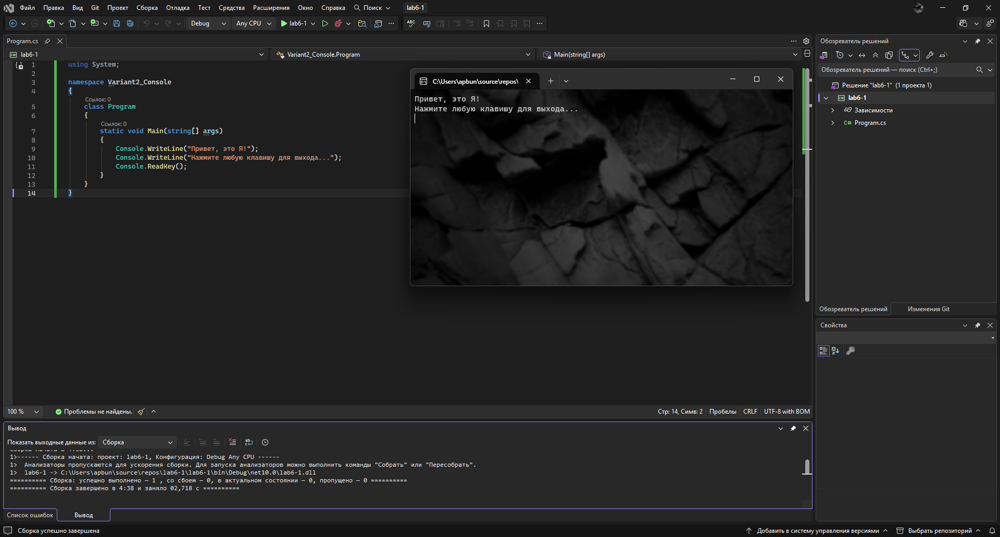 Файл Правка Вид Git Проект Сборка Отладка Тест Средства Расширения Окно Справка Поиск lab6-1
Debug Any CPU lab6-1
Program.cs
lab6-1 Variant2_Console.Program Main(string[] args)
1 using System;
2
3 namespace Variant2_Console
4 {
Ссылок: 0
5 class Program
6 {
Ссылок: 0
7 static void Main(string[] args)
8 {
9 Console.WriteLine("Привет, это Я!");
10 Console.WriteLine("Нажмите любую клавишу для выхода...");
11 Console.ReadKey();
12 }
13 }
14 }
C:\Users\apbun\source\repos\
Привет, это Я!
Нажмите любую клавишу для выхода...
Обозреватель решений
Обозреватель решений — поиск (Ctrl+;)
Решение "lab6-1" (1 проекта 1)
lab6-1
Зависимости
C# Program.cs
Обозреватель решений Изменения Git
Свойства
100 % Проблемы не найдены. Стр: 14, Симв: 2 Пробелы CRLF UTF-8 with BOM
Вывод
Показать выходные данные из: Сборка
1>------ Сборка начата: проект: lab6-1, Конфигурация: Debug Any CPU ------
1> Анализаторы пропускаются для ускорения сборки. Для запуска анализаторов можно выполнить команды "Собрать" или "Пересобрать".
1> lab6-1 -> C:\Users\apbun\source\repos\lab6-1\lab6-1\bin\Debug\net10.0\lab6-1.dll
========== Сборка: успешно выполнено – 1 , со сбоем – 0, в актуальном состоянии – 0, пропущено – 0 ==========
========== Сборка завершено в 4:38 и заняло 02,718 с ==========
Список ошибок Вывод
Сборка успешно завершена Добавить в систему управления версиями Выбрать репозиторий